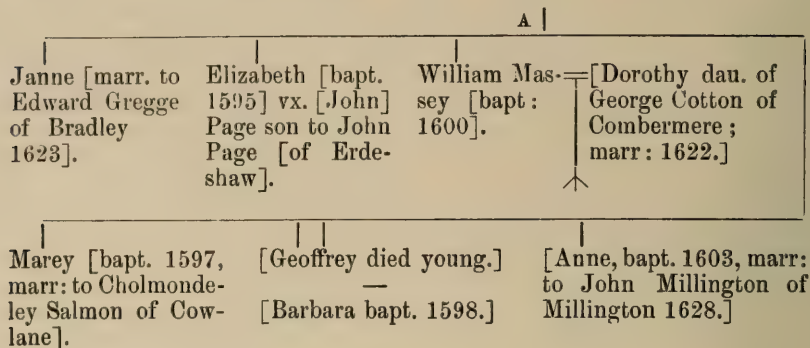 A
Janne [marr. to
Edward Gregge
of Bradley
1623].
Elizabeth [bapt.
1595] vx. [John]
Page son to John
Page [of Erde-
shaw].
William Mas-
sey [bapt:
1600].
[Dorothy dau. of
George Cotton of
Combermere;
marr: 1622.]
Marey [bapt. 1597,
marr: to Cholmonde-
ley Salmon of Cow-
lane].
[Geoffrey died young.]
—
[Barbara bapt. 1598.]
[Anne, bapt. 1603, marr:
to John Millington of
Millington 1628.]